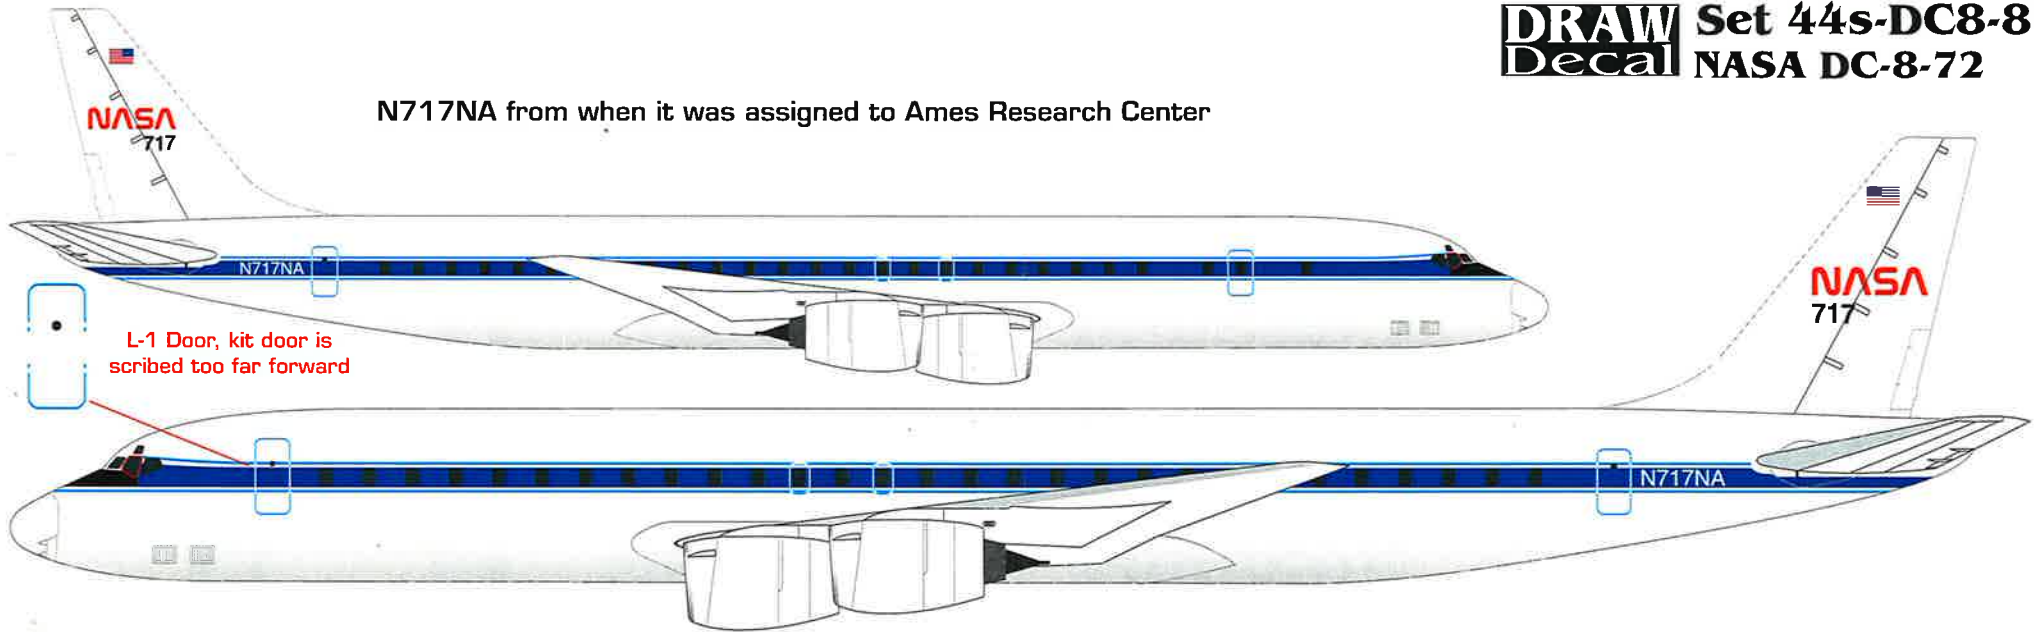 DRAW Decal
Set 44s-DC8-8
NASA DC-8-72
N717NA from when it was assigned to Ames Research Center
NASA
717
N717NA
L-1 Door, kit door is
scribed too far forward
NASA
717
N717NA